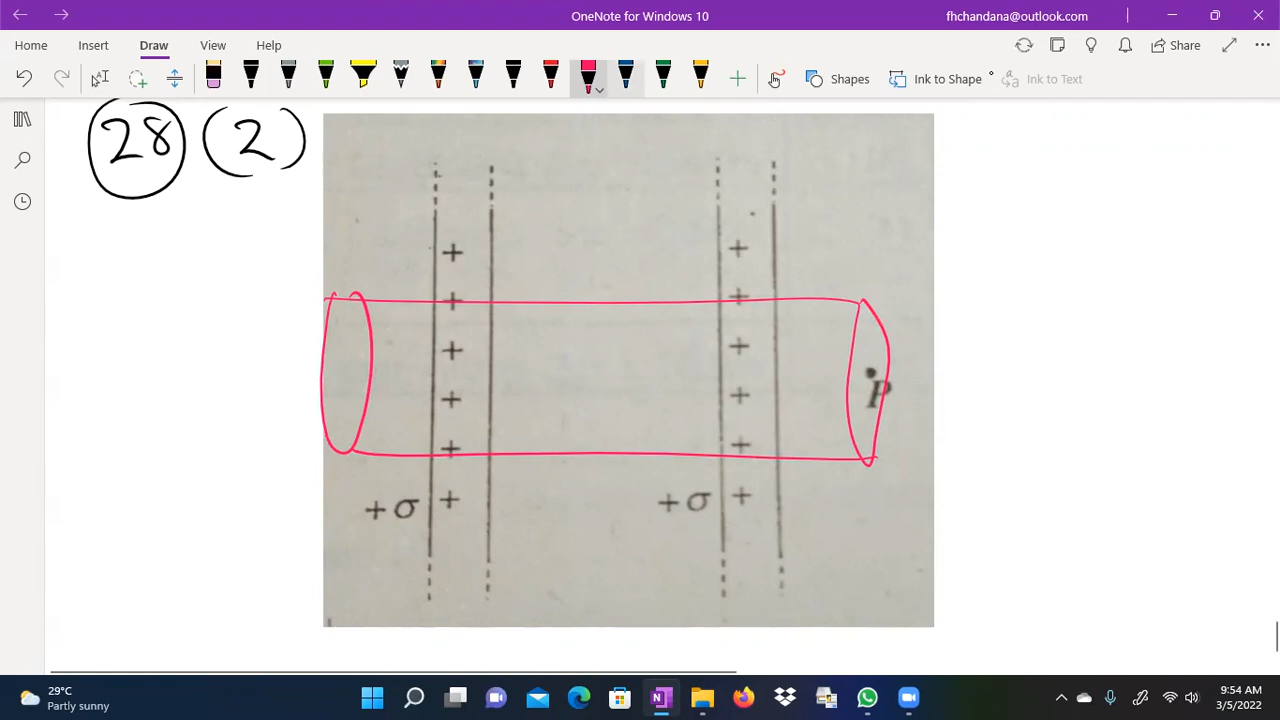 OneNote for Windows 10
fhchandana@outlook.com
Home Insert Draw View Help
Share
Shapes
Ink to Shape
Ink to Text
28 (2)
+ +
+ +
+ +
+ +
+ +
+ +
P
+σ +σ
29°C
Partly sunny
9:54 AM
3/5/2022